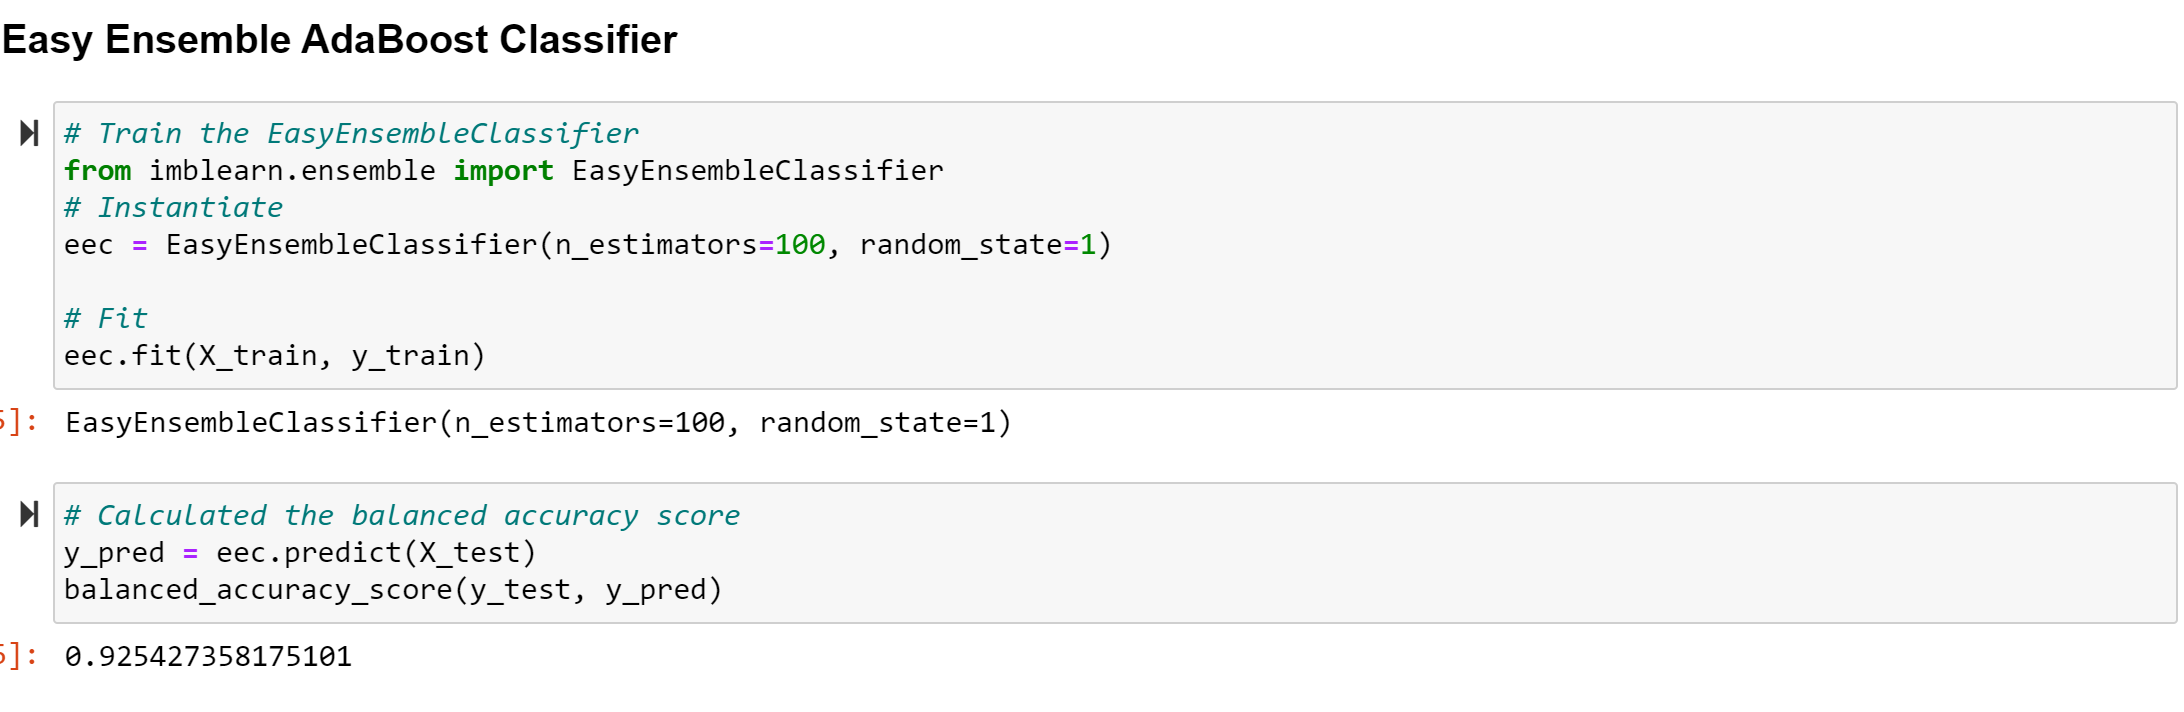 Easy Ensemble AdaBoost Classifier
# Train the EasyEnsembleClassifier
from imblearn.ensemble import EasyEnsembleClassifier
# Instantiate
eec = EasyEnsembleClassifier(n_estimators=100, random_state=1)
# Fit
eec.fit(X_train, y_train)
]: EasyEnsembleClassifier(n_estimators=100, random_state=1)
# Calculated the balanced accuracy score
y_pred = eec.predict(X_test)
balanced_accuracy_score(y_test, y_pred)
]: 0.925427358175101